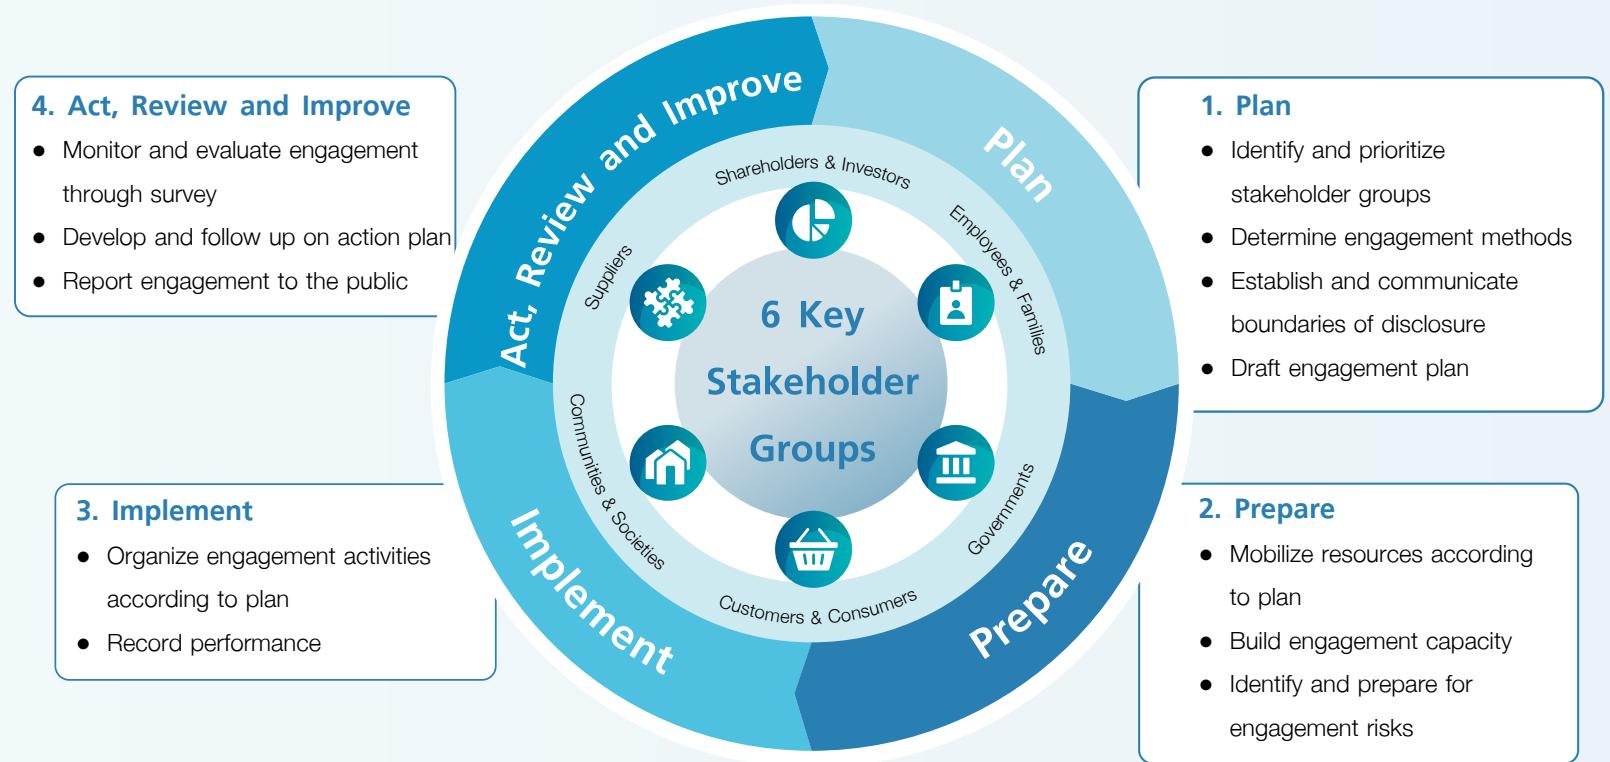 4. Act, Review and Improve
● Monitor and evaluate engagement
through survey
● Develop and follow up on action plan
● Report engagement to the public
1. Plan
● Identify and prioritize
stakeholder groups
● Determine engagement methods
● Establish and communicate
boundaries of disclosure
● Draft engagement plan
Act, Review and Improve
Plan
Prepare
Implement
Shareholders & Investors
Employees & Families
Governments
Customers & Consumers
Communities & Societies
Suppliers
6 Key
Stakeholder
Groups
3. Implement
● Organize engagement activities
according to plan
● Record performance
2. Prepare
● Mobilize resources according
to plan
● Build engagement capacity
● Identify and prepare for
engagement risks